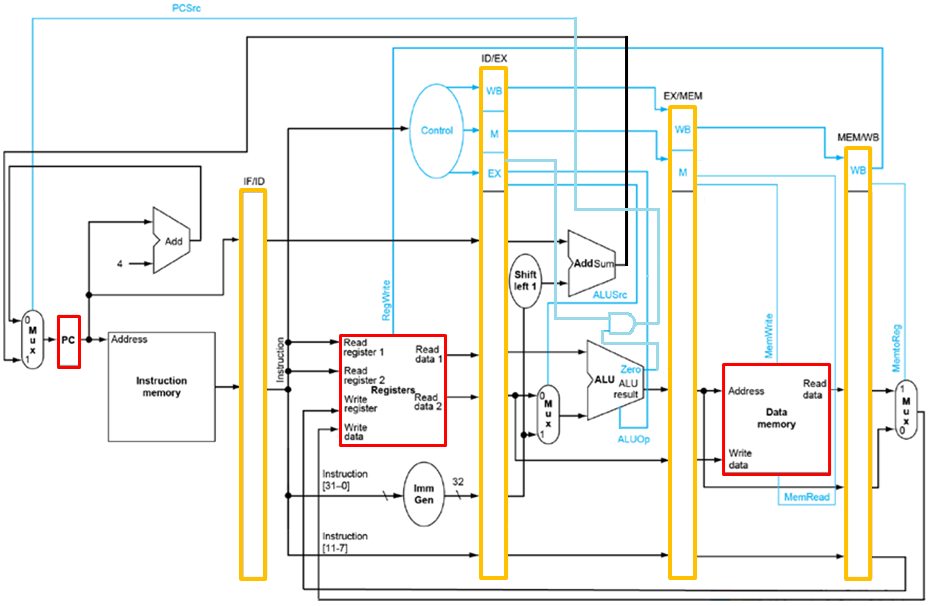 PCSrc
ID/EX
WB
M
EX
Control
EX/MEM
WB
M
MEM/WB
WB
IF/ID
Add
4
RegWrite
Add Sum
Shift
left 1
ALUSrc
0
M
u
x
1
PC
Address
Instruction
memory
Instruction
Read
register 1
Read
register 2
Write
register
Write
data
Registers
Read
data 1
Read
data 2
0
M
u
x
1
Zero
ALU
ALU
result
ALUOp
MemWrite
Address
Read
data
Data
memory
Write
data
MemRead
MemtoReg
1
M
u
x
0
Instruction
[31–0]
Imm
Gen
32
Instruction
[11-7]